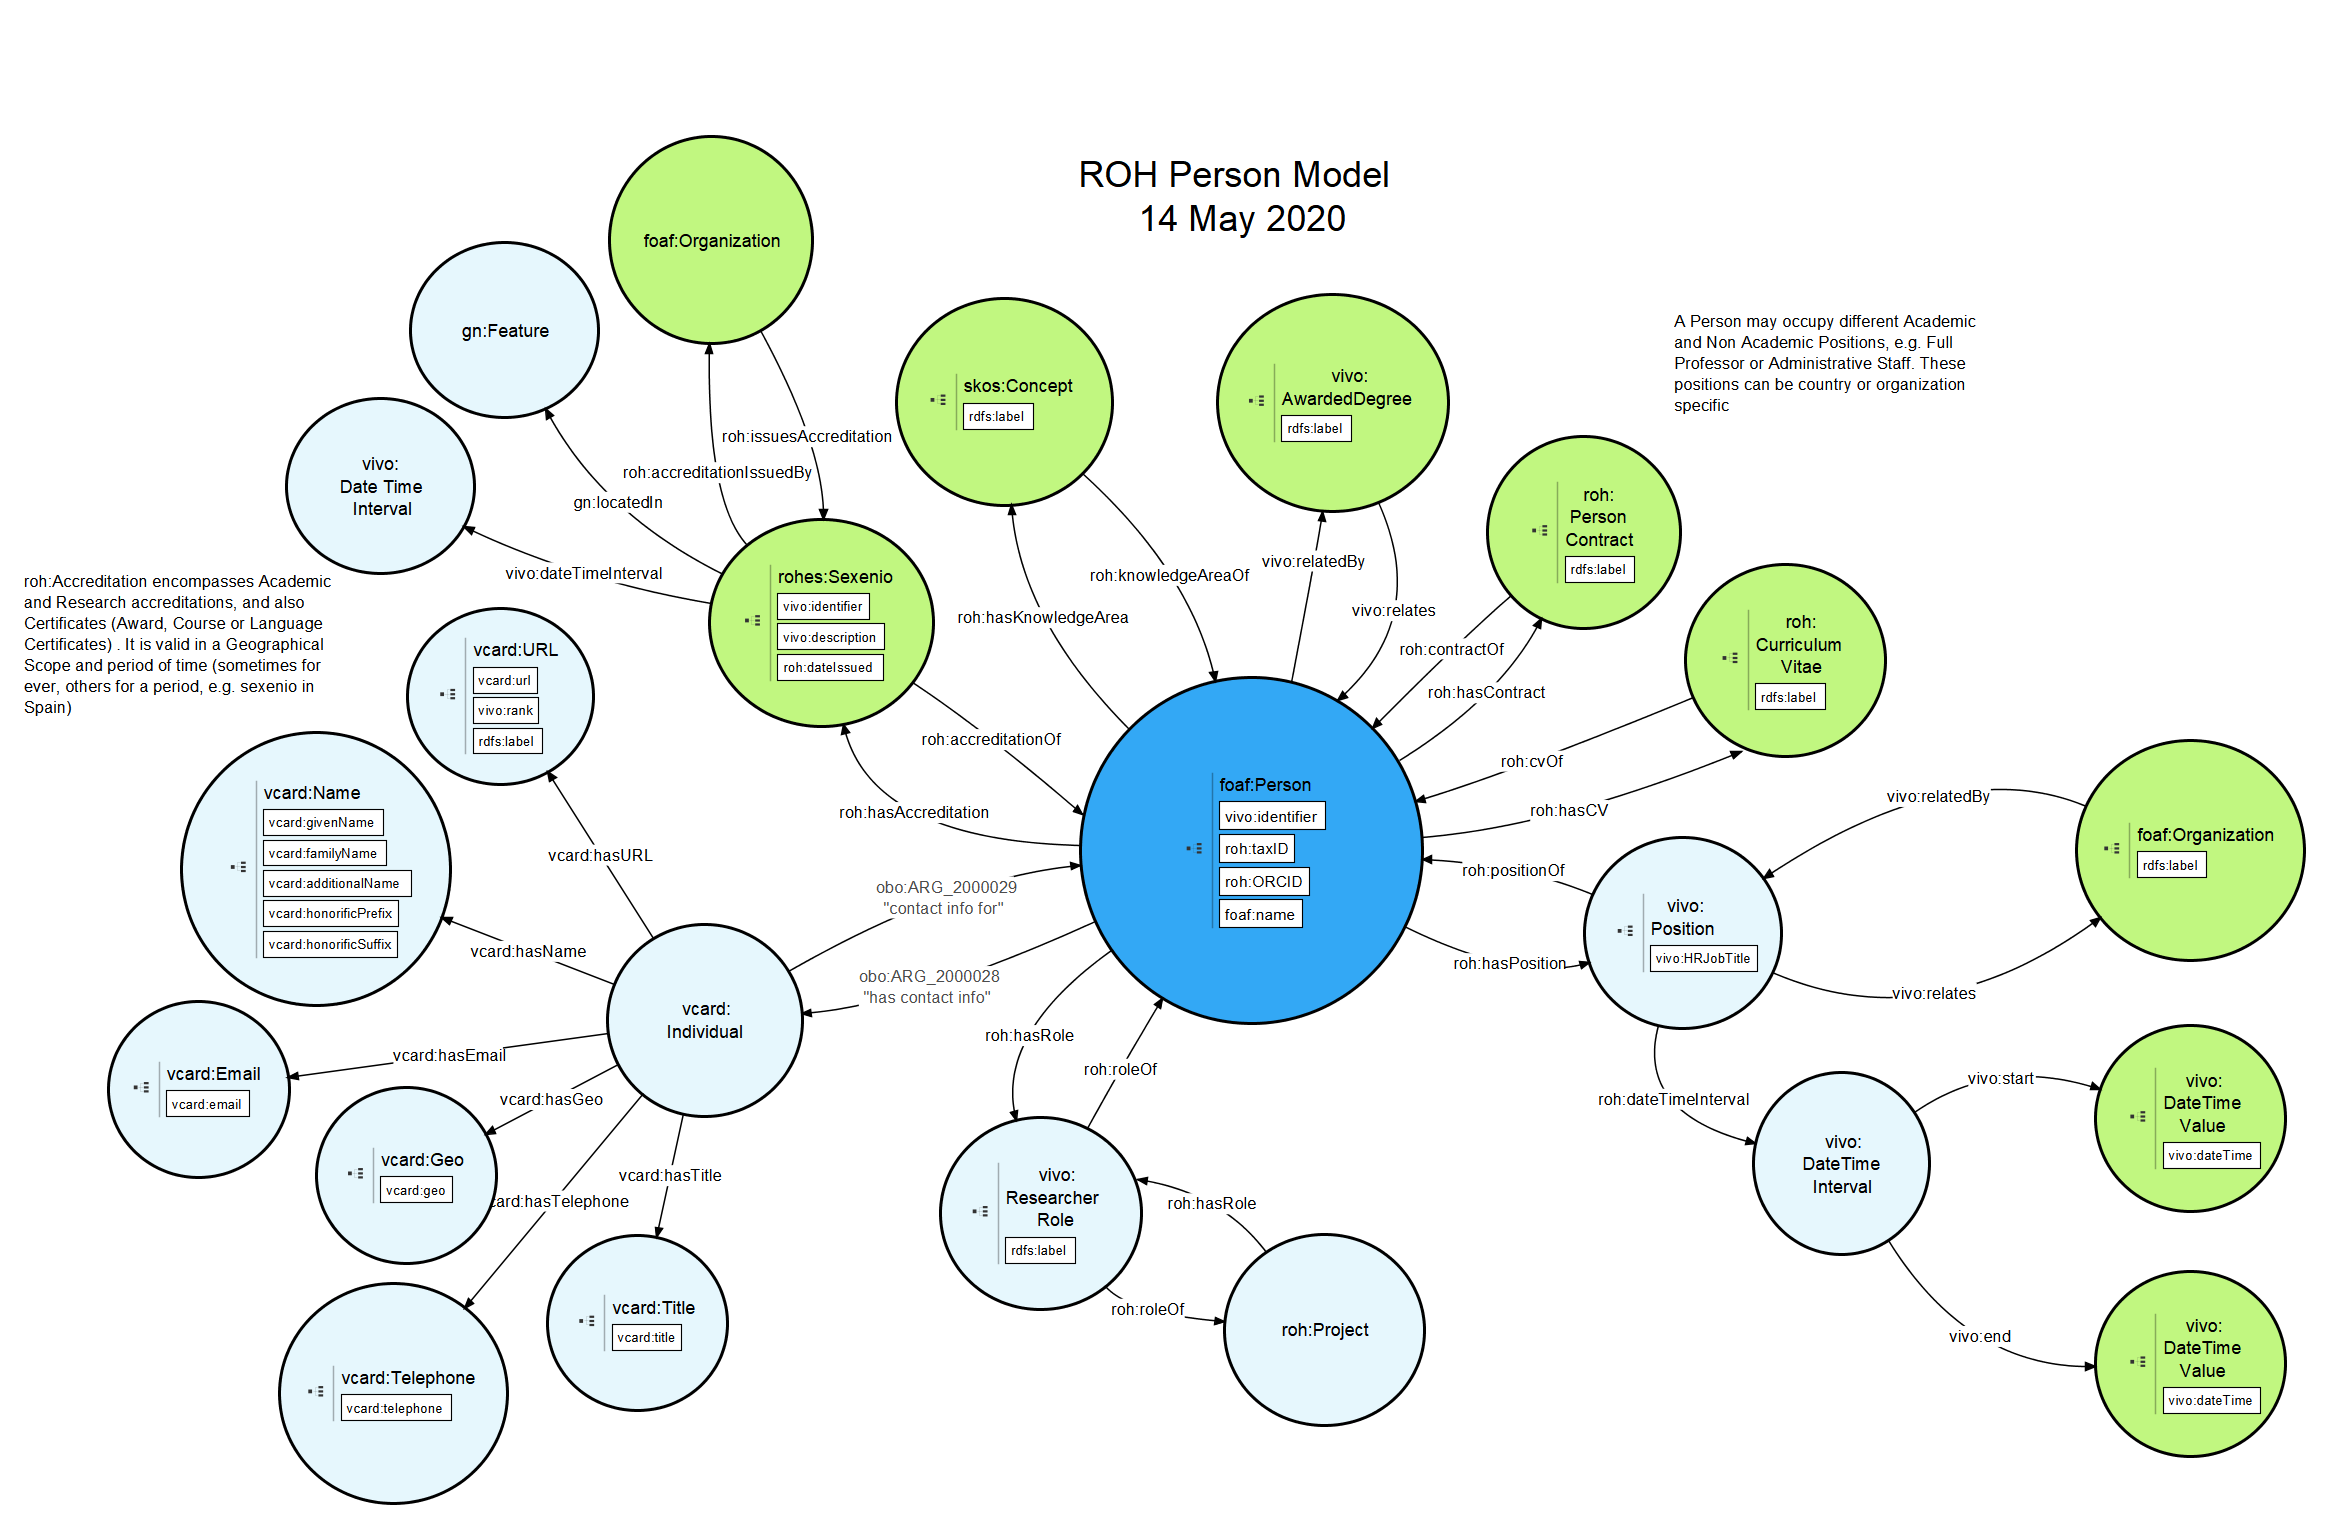 ROH Person Model
14 May 2020
foaf:Organization
gn:Feature
vivo:
Date Time
Interval
skos:Concept
rdfs:label
vivo:
AwardedDegree
rdfs:label
A Person may occupy different Academic
and Non Academic Positions, e.g. Full
Professor or Administrative Staff. These
positions can be country or organization
specific
roh:issuesAccreditation
roh:accreditationIssuedBy
gn:locatedIn
vivo:dateTimeInterval
roh:
Person
Contract
rdfs:label
roh:Accreditation encompasses Academic
and Research accreditations, and also
Certificates (Award, Course or Language
Certificates) . It is valid in a Geographical
Scope and period of time (sometimes for
ever, others for a period, e.g. sexenio in
Spain)
rohes:Sexenio
vivo:identifier
vivo:description
roh:dateIssued
roh:knowledgeAreaOf
roh:hasKnowledgeArea
vivo:relatedBy
vivo:relates
roh:contractOf
roh:hasContract
roh:
Curriculum
Vitae
rdfs:label
vcard:URL
vcard:url
vivo:rank
rdfs:label
roh:accreditationOf
roh:hasAccreditation
roh:cvOf
roh:hasCV
vcard:Name
vcard:givenName
vcard:familyName
vcard:additionalName
vcard:honorificPrefix
vcard:honorificSuffix
vcard:hasURL
foaf:Person
vivo:identifier
roh:taxID
roh:ORCID
foaf:name
vivo:relatedBy
foaf:Organization
rdfs:label
roh:positionOf
roh:hasPosition
vivo:
Position
vivo:HRJobTitle
vivo:relates
obo:ARG_2000029
"contact info for"
vcard:hasName
obo:ARG_2000028
"has contact info"
vcard:
Individual
vcard:hasEmail
vcard:Email
vcard:email
vcard:hasGeo
vcard:Geo
vcard:geo
card:hasTelephone
vcard:hasTitle
roh:hasRole
roh:roleOf
roh:dateTimeInterval
vivo:start
vivo:
DateTime
Value
vivo:dateTime
vivo:
DateTime
Interval
vivo:
Researcher
Role
rdfs:label
roh:hasRole
roh:roleOf
roh:Project
vcard:Title
vcard:title
vcard:Telephone
vcard:telephone
vivo:end
vivo:
DateTime
Value
vivo:dateTime